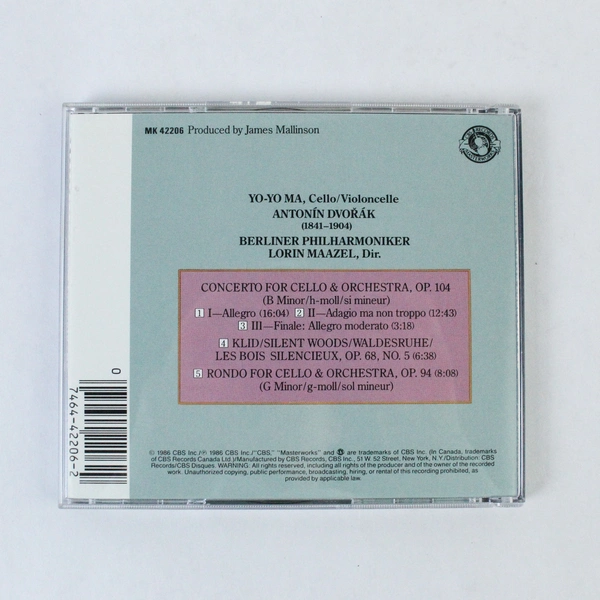 MK 42206 Produced by James Mallinson
CBS RECORDS
MASTERWORKS
YO-YO MA, Cello/Violoncelle
ANTONÍN DVOŘÁK
(1841–1904)
BERLINER PHILHARMONIKER
LORIN MAAZEL, Dir.
CONCERTO FOR CELLO & ORCHESTRA, OP. 104
(B Minor/h-moll/si mineur)
1 I—Allegro (16:04) 2 II—Adagio ma non troppo (12:43)
3 III—Finale: Allegro moderato (3:18)
4 KLID/SILENT WOODS/WALDESRUHE/
LES BOIS SILENCIEUX, OP. 68, NO. 5 (6:38)
5 RONDO FOR CELLO & ORCHESTRA, OP. 94 (8:08)
(G Minor/g-moll/sol mineur)
© 1986 CBS Inc./℗ 1986 CBS Inc./"CBS," "Masterworks" and are trademarks of CBS Inc. (In Canada, trademarks
of CBS Records Canada Ltd.)/Manufactured by CBS Records, CBS Inc., 51 W. 52 Street, New York, N.Y./Distribution: CBS
Records/CBS Disques. WARNING: All rights reserved, including all rights of the producer and of the owner of the recorded
work. Unauthorized copying, public performance, broadcasting, hiring or rental of this recording prohibited, as
provided by applicable law.
0
7464-42206-2